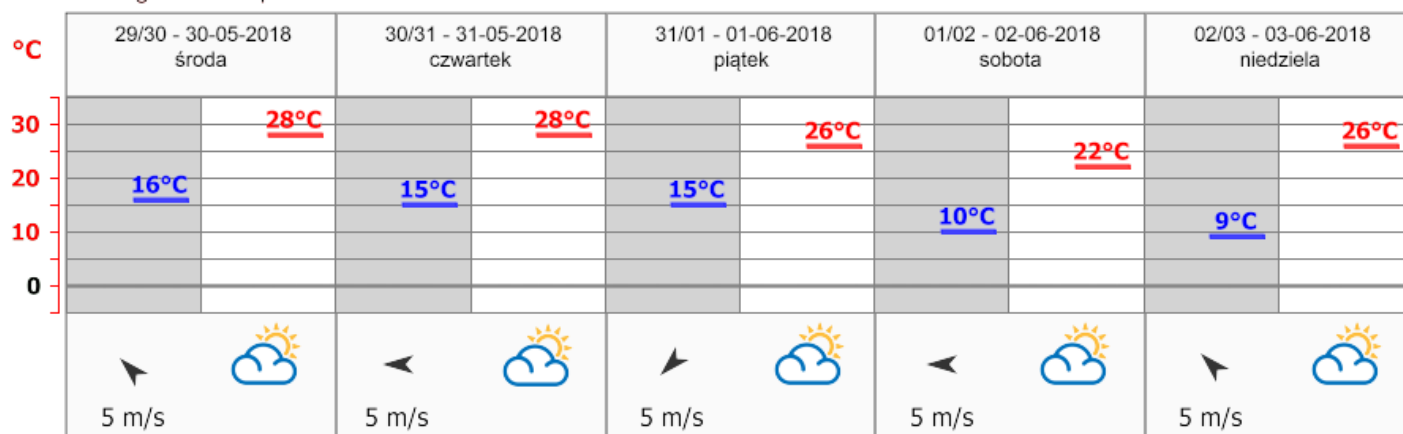 °C
29/30 - 30-05-2018
środa
30/31 - 31-05-2018
czwartek
31/01 - 01-06-2018
piątek
01/02 - 02-06-2018
sobota
02/03 - 03-06-2018
niedziela
30
20
10
0
16°C
28°C
15°C
28°C
15°C
26°C
10°C
22°C
9°C
26°C
5 m/s
5 m/s
5 m/s
5 m/s
5 m/s